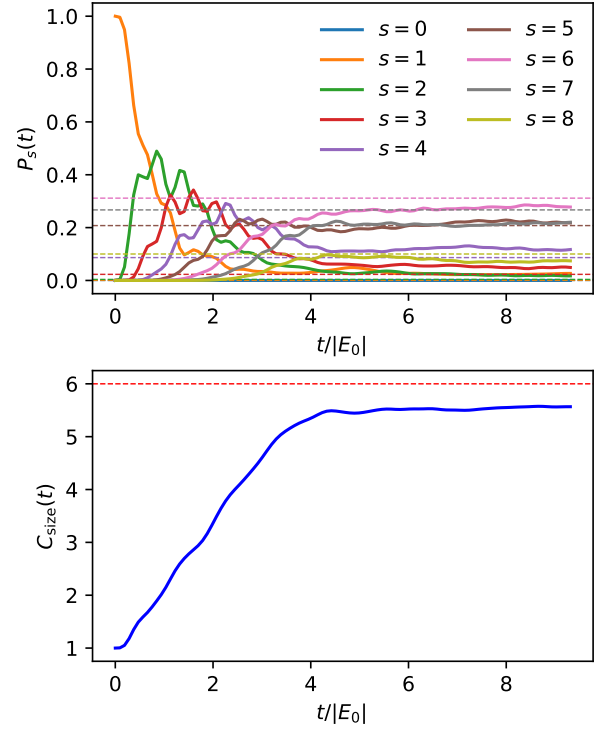 1.0
0.8
0.6
0.4
0.2
0.0
P_s(t)
s = 0
s = 1
s = 2
s = 3
s = 4
s = 5
s = 6
s = 7
s = 8
0 2 4 6 8
t/|E_0|
6
5
4
3
2
1
C_size(t)
0 2 4 6 8
t/|E_0|